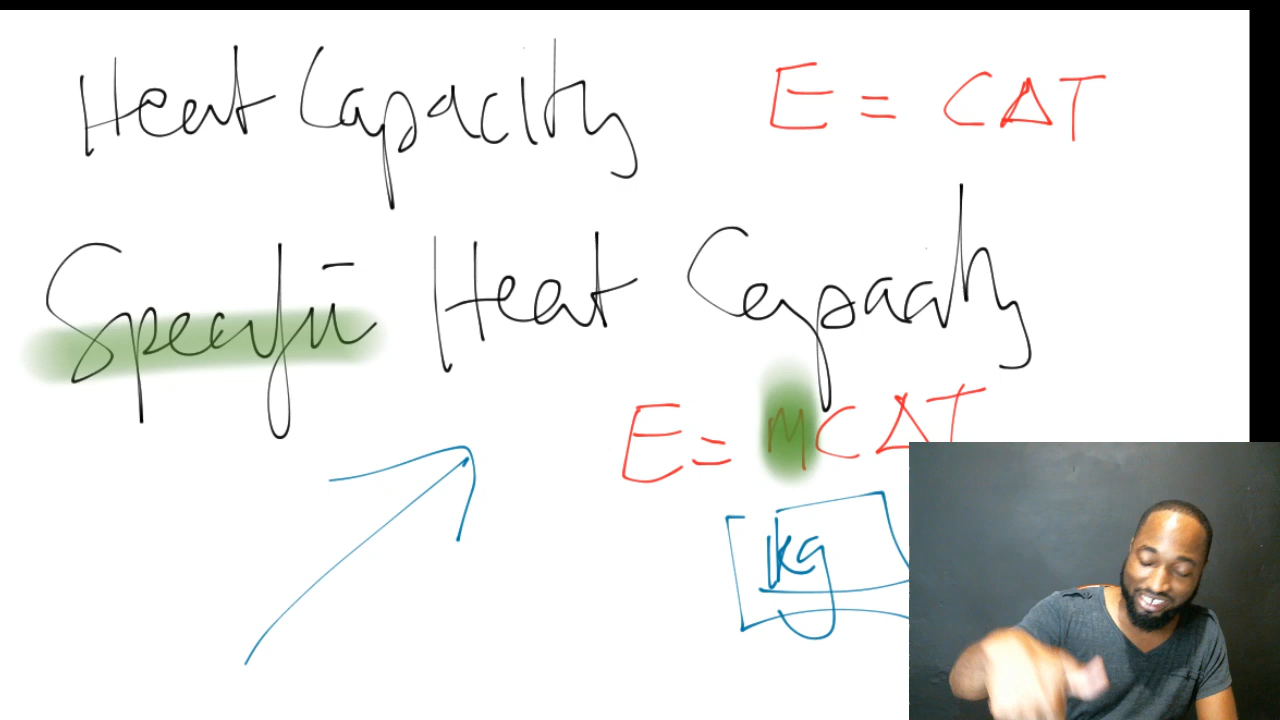 Heat Capacity
E = CΔT
Specific Heat Capacity
E = MCΔT
1kg